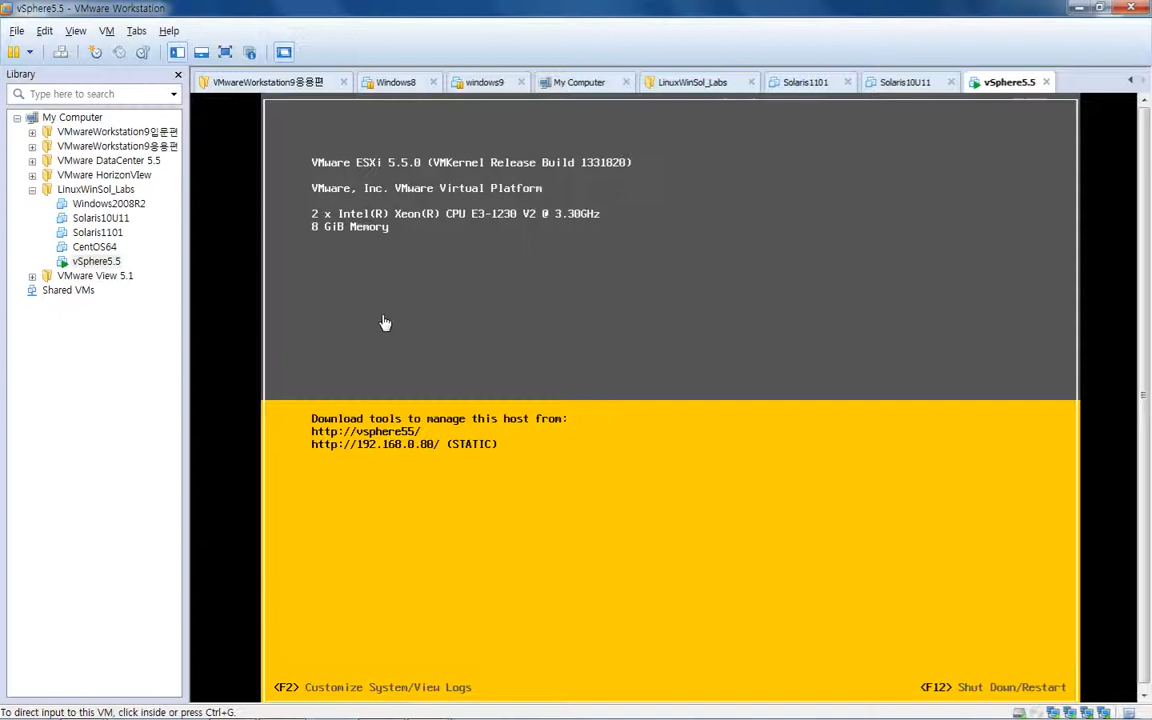 vSphere5.5 - VMware Workstation
File Edit View VM Tabs Help
Library
Type here to search
My Computer
VMwareWorkstation9입문편
VMwareWorkstation9응용편
VMware DataCenter 5.5
VMware HorizonVIew
LinuxWinSol_Labs
Windows2008R2
Solaris10U11
Solaris1101
CentOS64
vSphere5.5
VMware View 5.1
Shared VMs
VMwareWorkstation9응용편 Windows8 windows9 My Computer LinuxWinSol_Labs Solaris1101 Solaris10U11 vSphere5.5
VMware ESXi 5.5.0 (VMKernel Release Build 1331820)
VMware, Inc. VMware Virtual Platform
2 x Intel(R) Xeon(R) CPU E3-1230 V2 @ 3.30GHz
8 GiB Memory
Download tools to manage this host from:
http://vsphere55/
http://192.168.0.80/ (STATIC)
<F2> Customize System/View Logs
<F12> Shut Down/Restart
To direct input to this VM, click inside or press Ctrl+G.